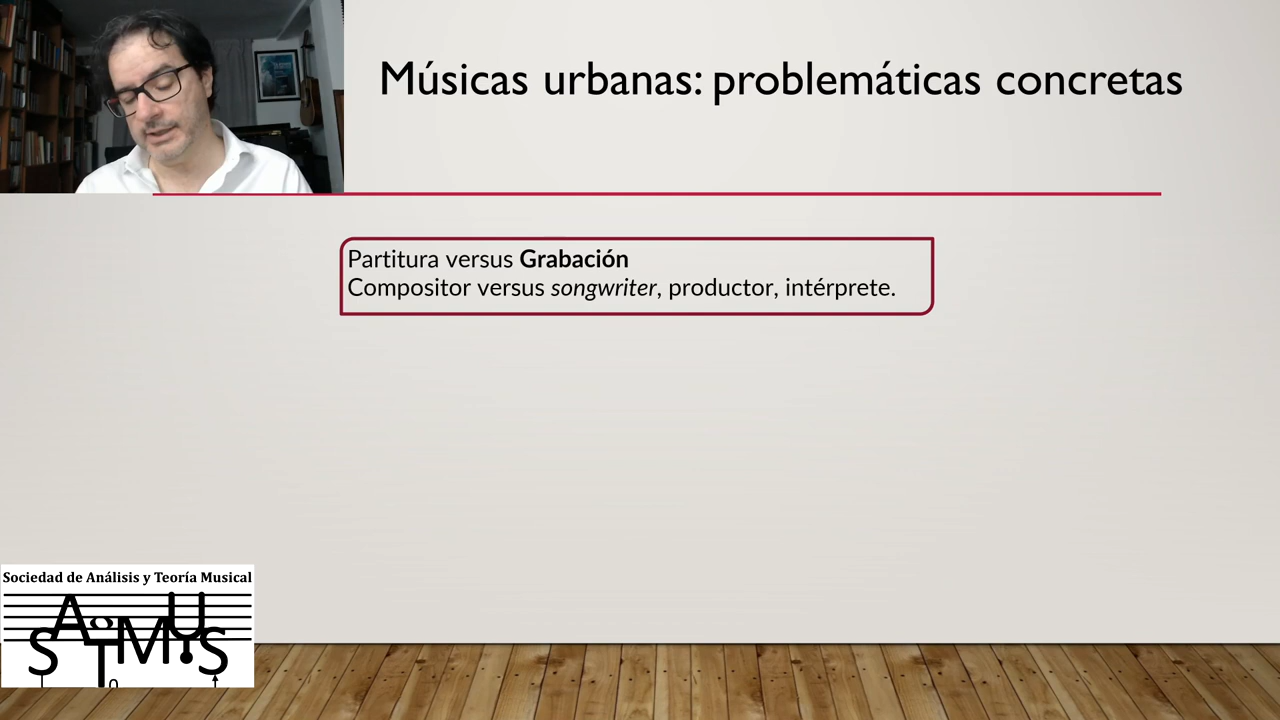 Músicas urbanas: problemáticas concretas
Partitura versus Grabación
Compositor versus songwriter, productor, intérprete.
Sociedad de Análisis y Teoría Musical
SATMUS